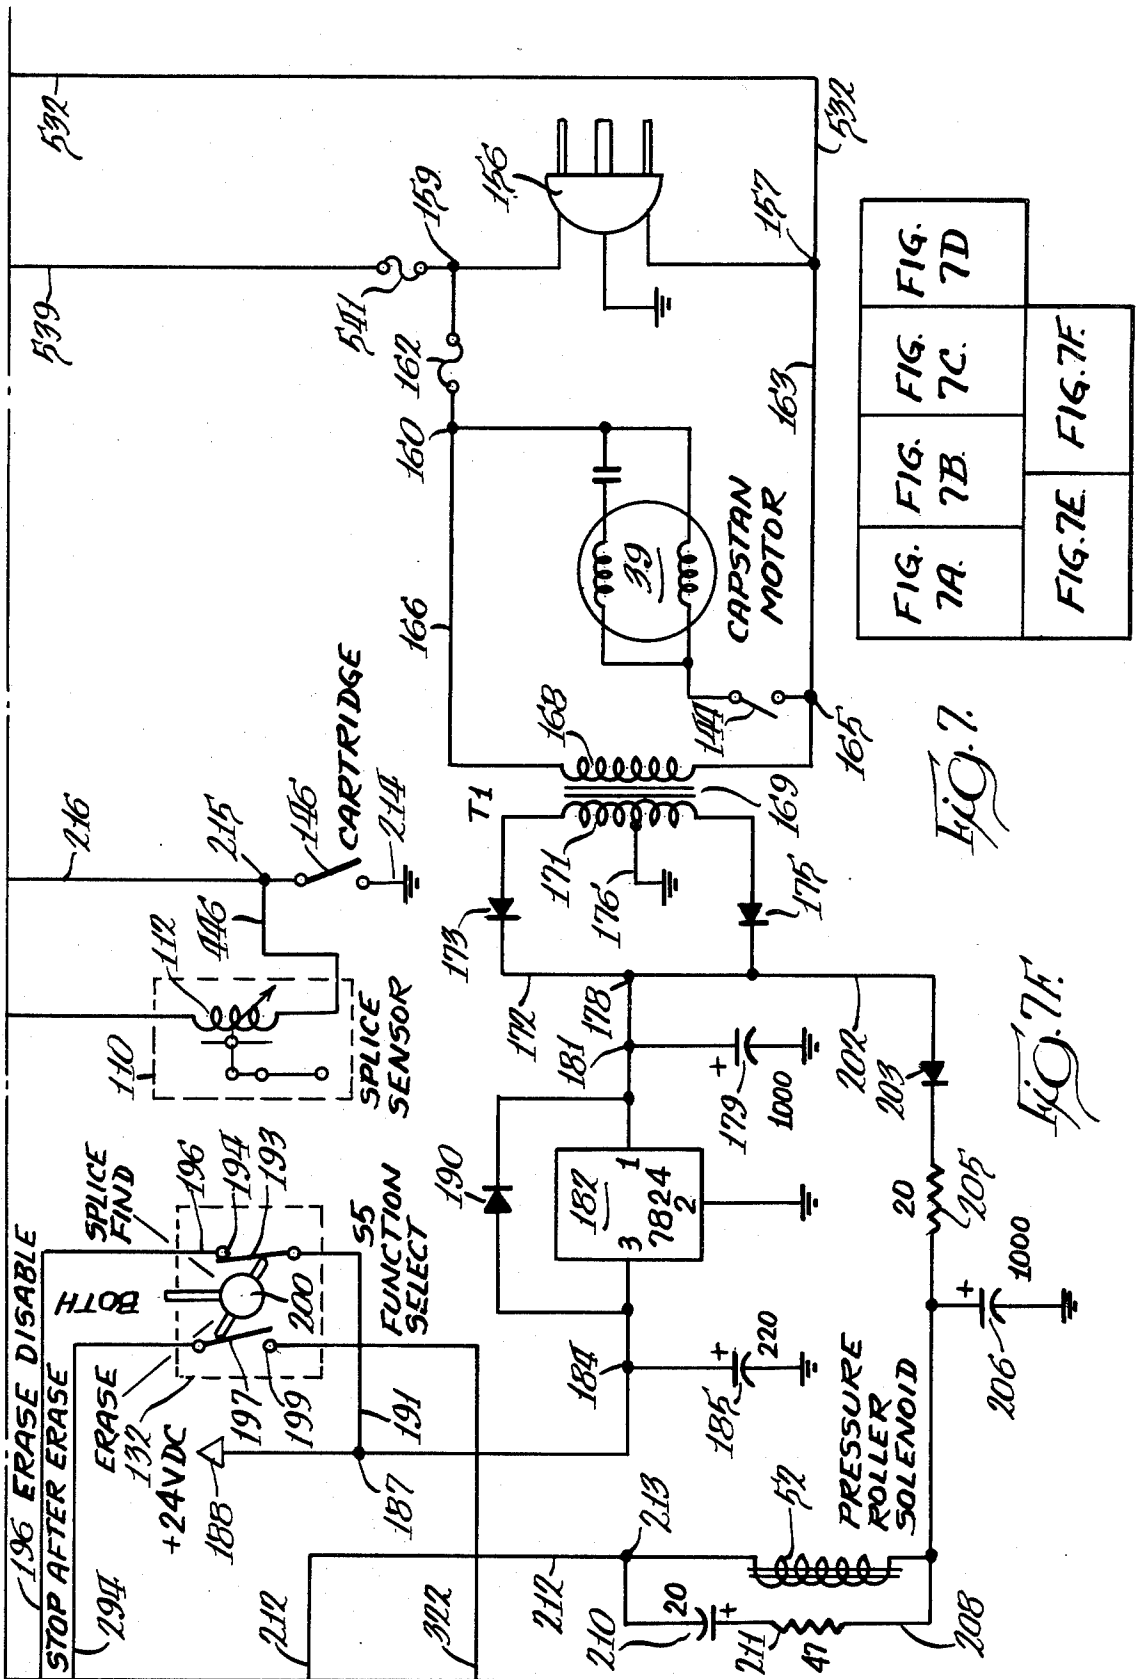 196 ERASE DISABLE
STOP AFTER ERASE
294
212
322
ERASE
BOTH
SPLICE
FIND
132
+24VDC
188
196
194
193
197
199
200
S5
FUNCTION
SELECT
191
187
110
112
SPLICE
SENSOR
446
216
215
146
CARTRIDGE
214
539
532
541
159
162
160
156
157
532
163
166
39
CAPSTAN
MOTOR
144
165
168
T1
169
171
176
173
175
172
178
181
179
+
1000
190
182
7824
1
2
3
184
185
+
220
202
203
20
205
206
+
1000
212
213
210
20
+
211
47
208
52
PRESSURE
ROLLER
SOLENOID
FIG. 7F.
FIG. 7.
FIG.
7A.
FIG.
7B.
FIG.
7C.
FIG.
7D
FIG. 7E.
FIG. 7F.